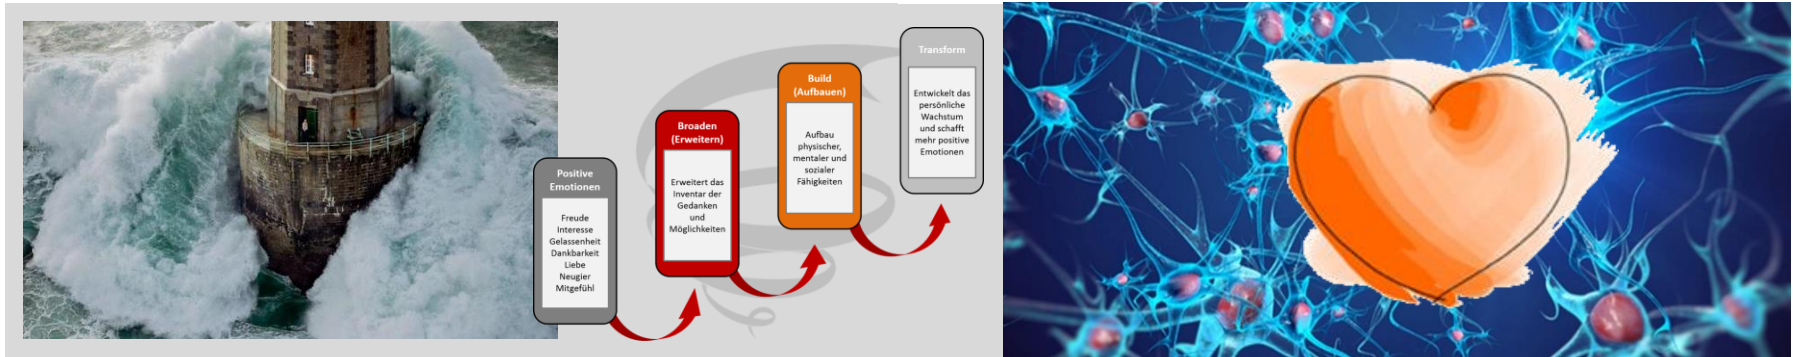 Positive
Emotionen
Freude
Interesse
Gelassenheit
Dankbarkeit
Liebe
Neugier
Mitgefühl
Broaden
(Erweitern)
Erweitert das
Inventar der
Gedanken
und
Möglichkeiten
Build
(Aufbauen)
Aufbau
physischer,
mentaler und
sozialer
Fähigkeiten
Transform
Entwickelt das
persönliche
Wachstum
und schafft
mehr positive
Emotionen